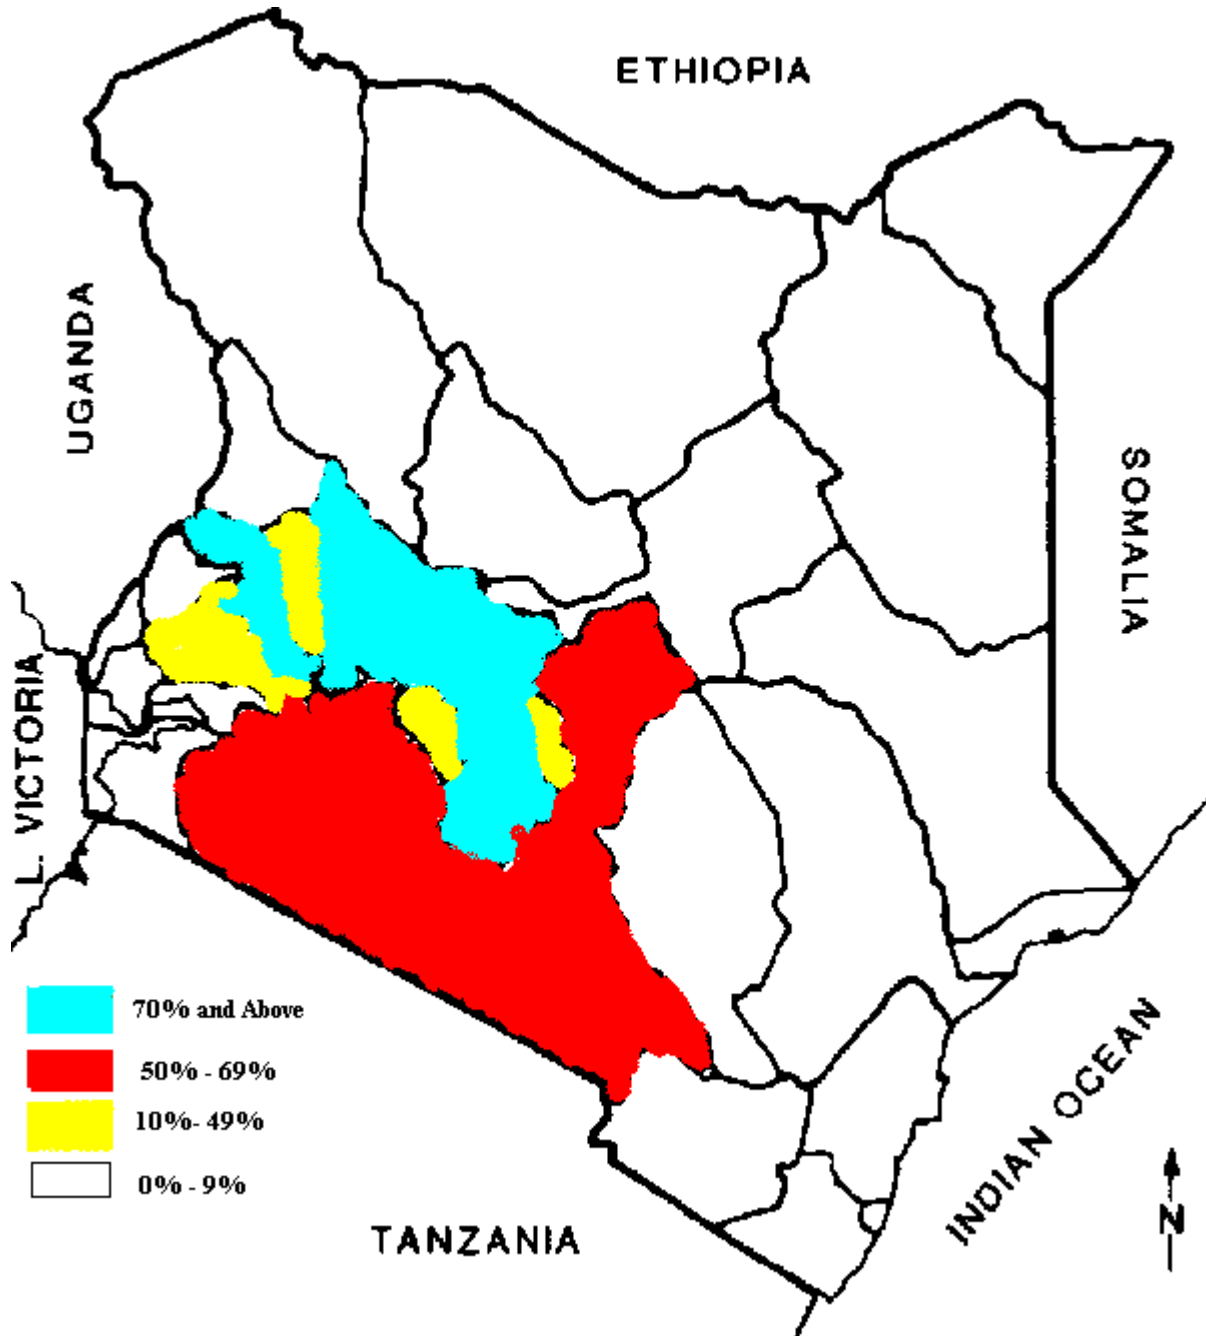 ETHIOPIA
UGANDA
SOMALIA
L. VICTORIA
70% and Above
50% - 69%
10%- 49%
0% - 9%
INDIAN OCEAN
TANZANIA
N